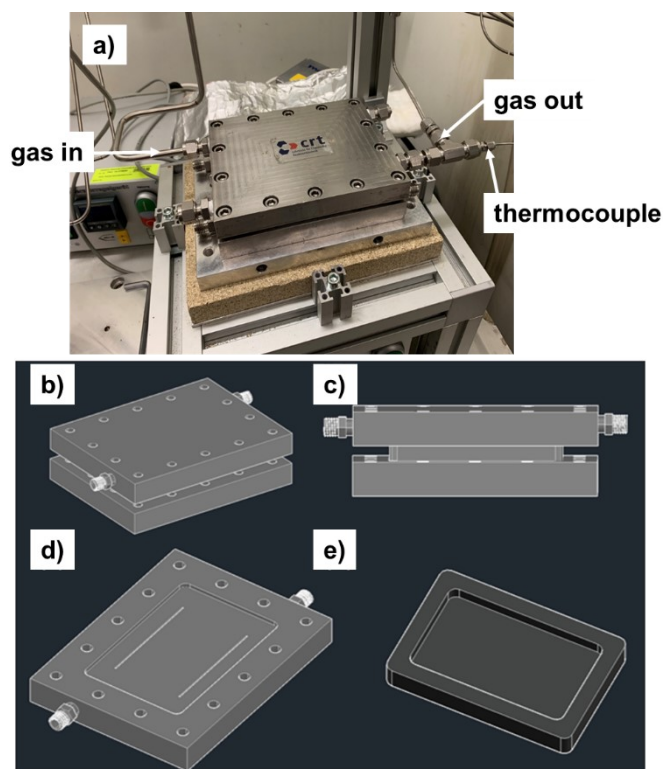 a)
gas out
gas in
crt
thermocouple
b)
c)
d)
e)